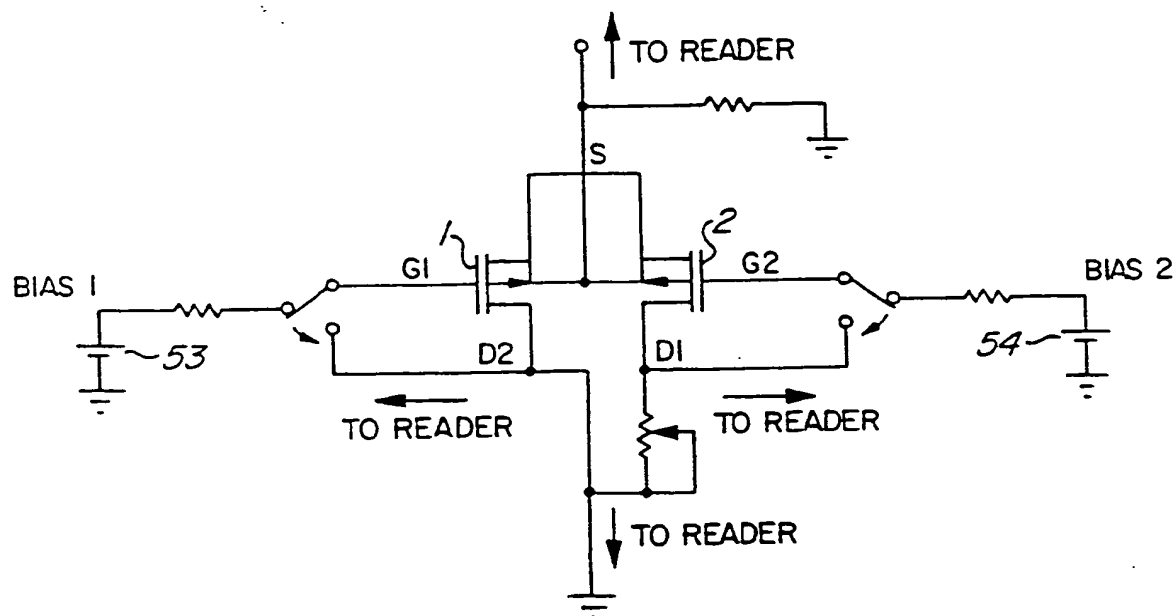 TO READER
S
1
2
G1
G2
BIAS 1
BIAS 2
53
54
D2
D1
TO READER
TO READER
TO READER